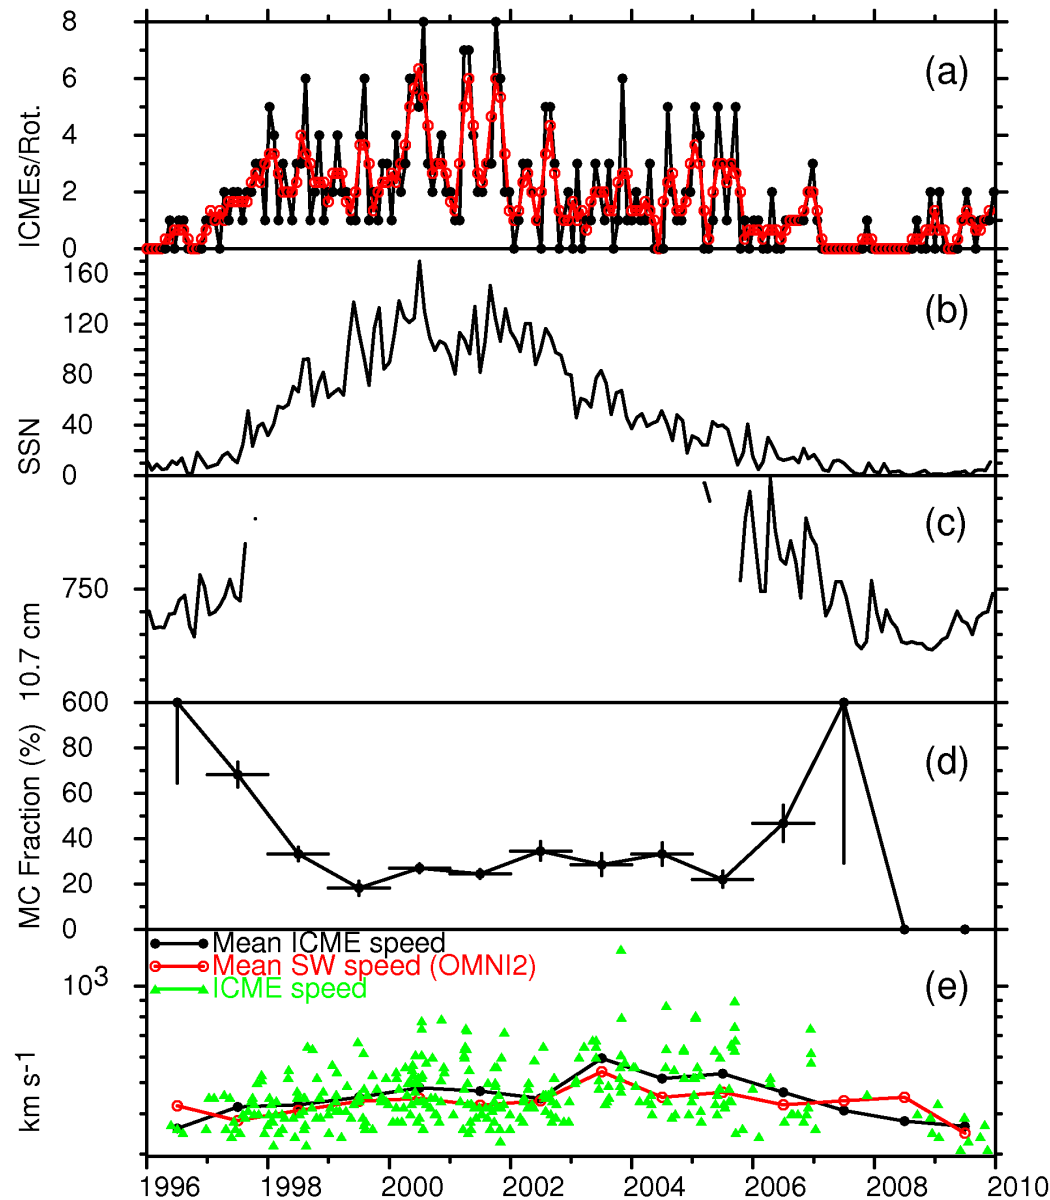 8
6
4
2
0
ICMEs/Rot.
(a)
160
120
80
40
0
SSN
(b)
750
600
10.7 cm
(c)
80
60
40
20
0
MC Fraction (%)
(d)
Mean ICME speed
Mean SW speed (OMNI2)
ICME speed
10³
km s⁻¹
(e)
1996 1998 2000 2002 2004 2006 2008 2010